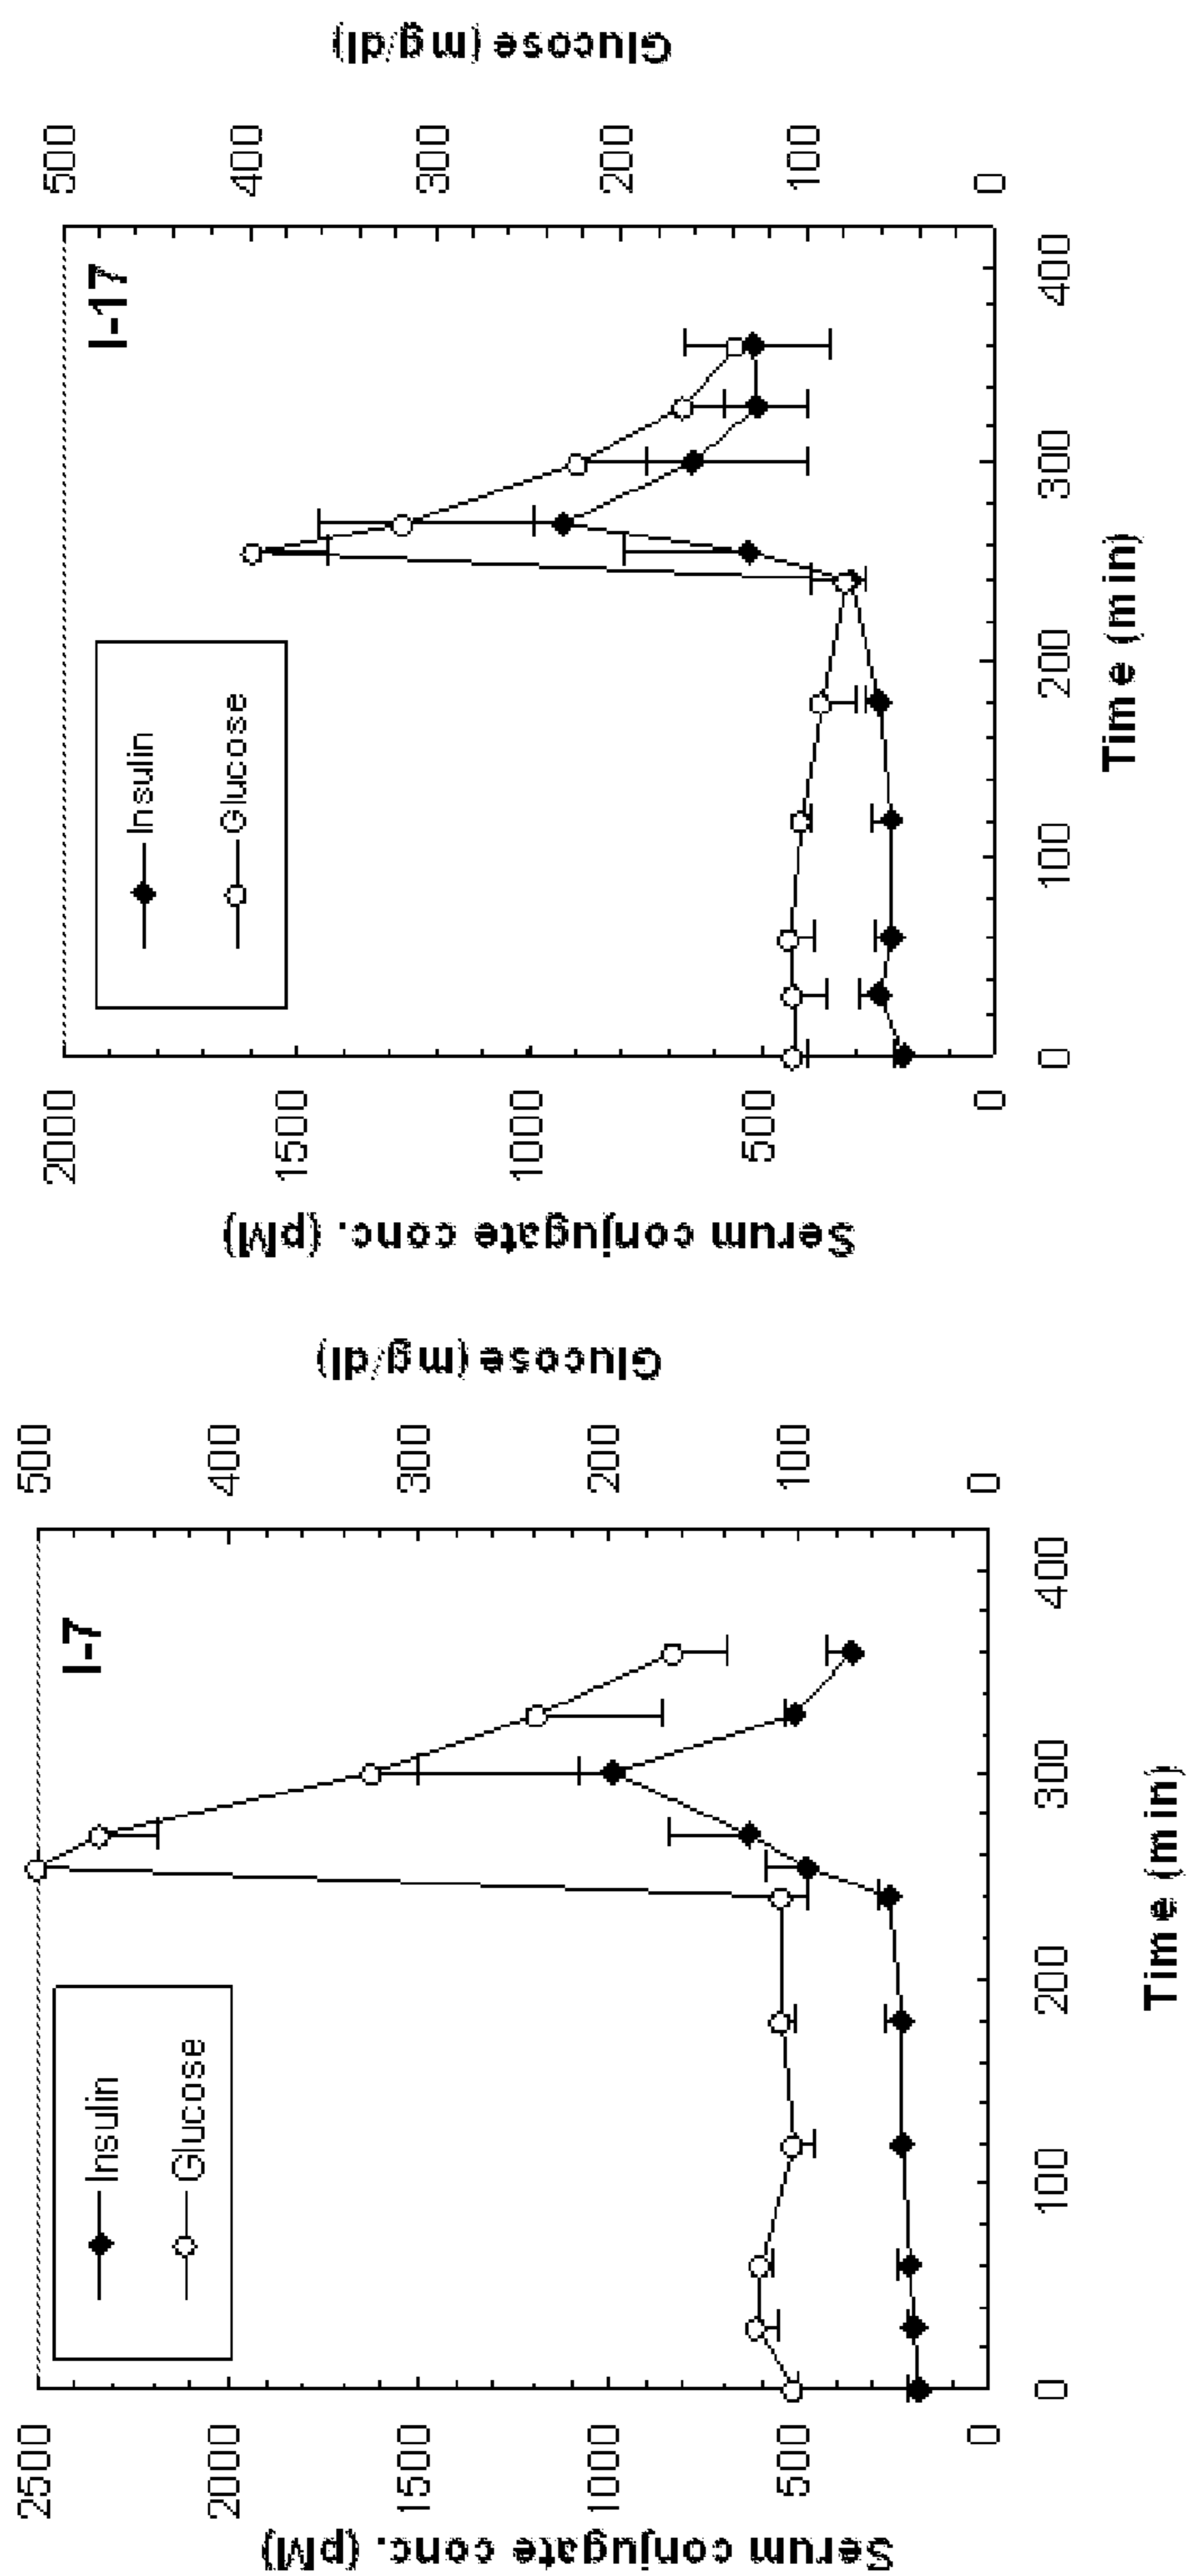 I-7
Insulin
Glucose
Serum conjugate conc. (pM)
2500
2000
1500
1000
500
0
Glucose (mg/dl)
500
400
300
200
100
0
0
100
200
300
400
Time (min)
I-17
Insulin
Glucose
Serum conjugate conc. (pM)
2000
1500
1000
500
0
Glucose (mg/dl)
500
400
300
200
100
0
0
100
200
300
400
Time (min)